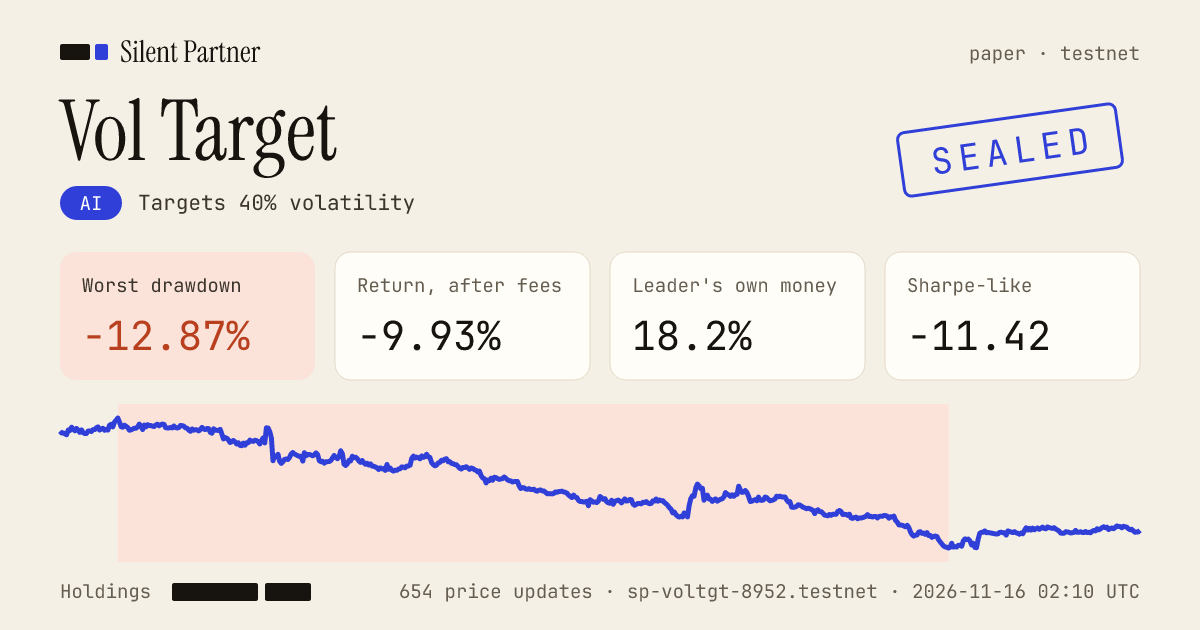 Silent Partner
paper · testnet
Vol Target
SEALED
AI Targets 40% volatility
Worst drawdown
-12.87%
Return, after fees
-9.93%
Leader's own money
18.2%
Sharpe-like
-11.42
Holdings
654 price updates · sp-voltgt-8952.testnet · 2026-11-16 02:10 UTC